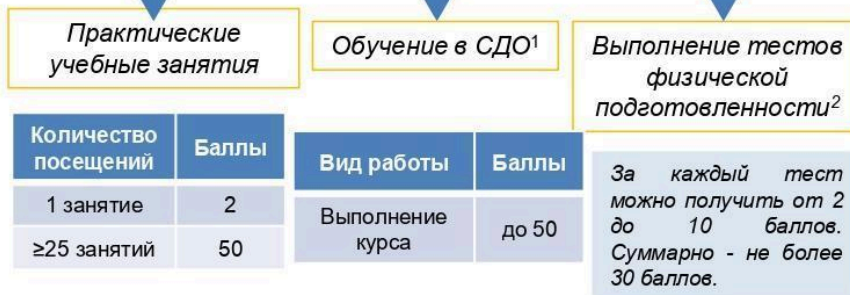 Практические
учебные занятия
Количество посещений Баллы
1 занятие 2
≥25 занятий 50
Обучение в СДО¹
Вид работы Баллы
Выполнение курса до 50
Выполнение тестов
физической
подготовленности²
За каждый тест
можно получить от 2
до 10 баллов.
Суммарно - не более
30 баллов.